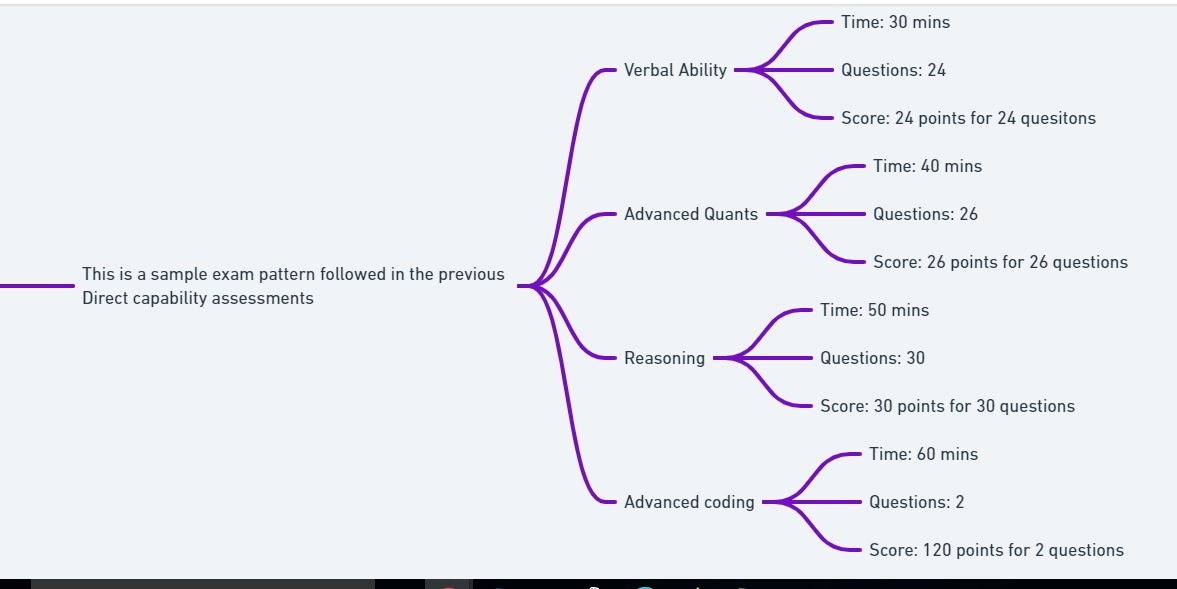 This is a sample exam pattern followed in the previous
Direct capability assessments
Verbal Ability
Time: 30 mins
Questions: 24
Score: 24 points for 24 quesitons
Advanced Quants
Time: 40 mins
Questions: 26
Score: 26 points for 26 questions
Reasoning
Time: 50 mins
Questions: 30
Score: 30 points for 30 questions
Advanced coding
Time: 60 mins
Questions: 2
Score: 120 points for 2 questions